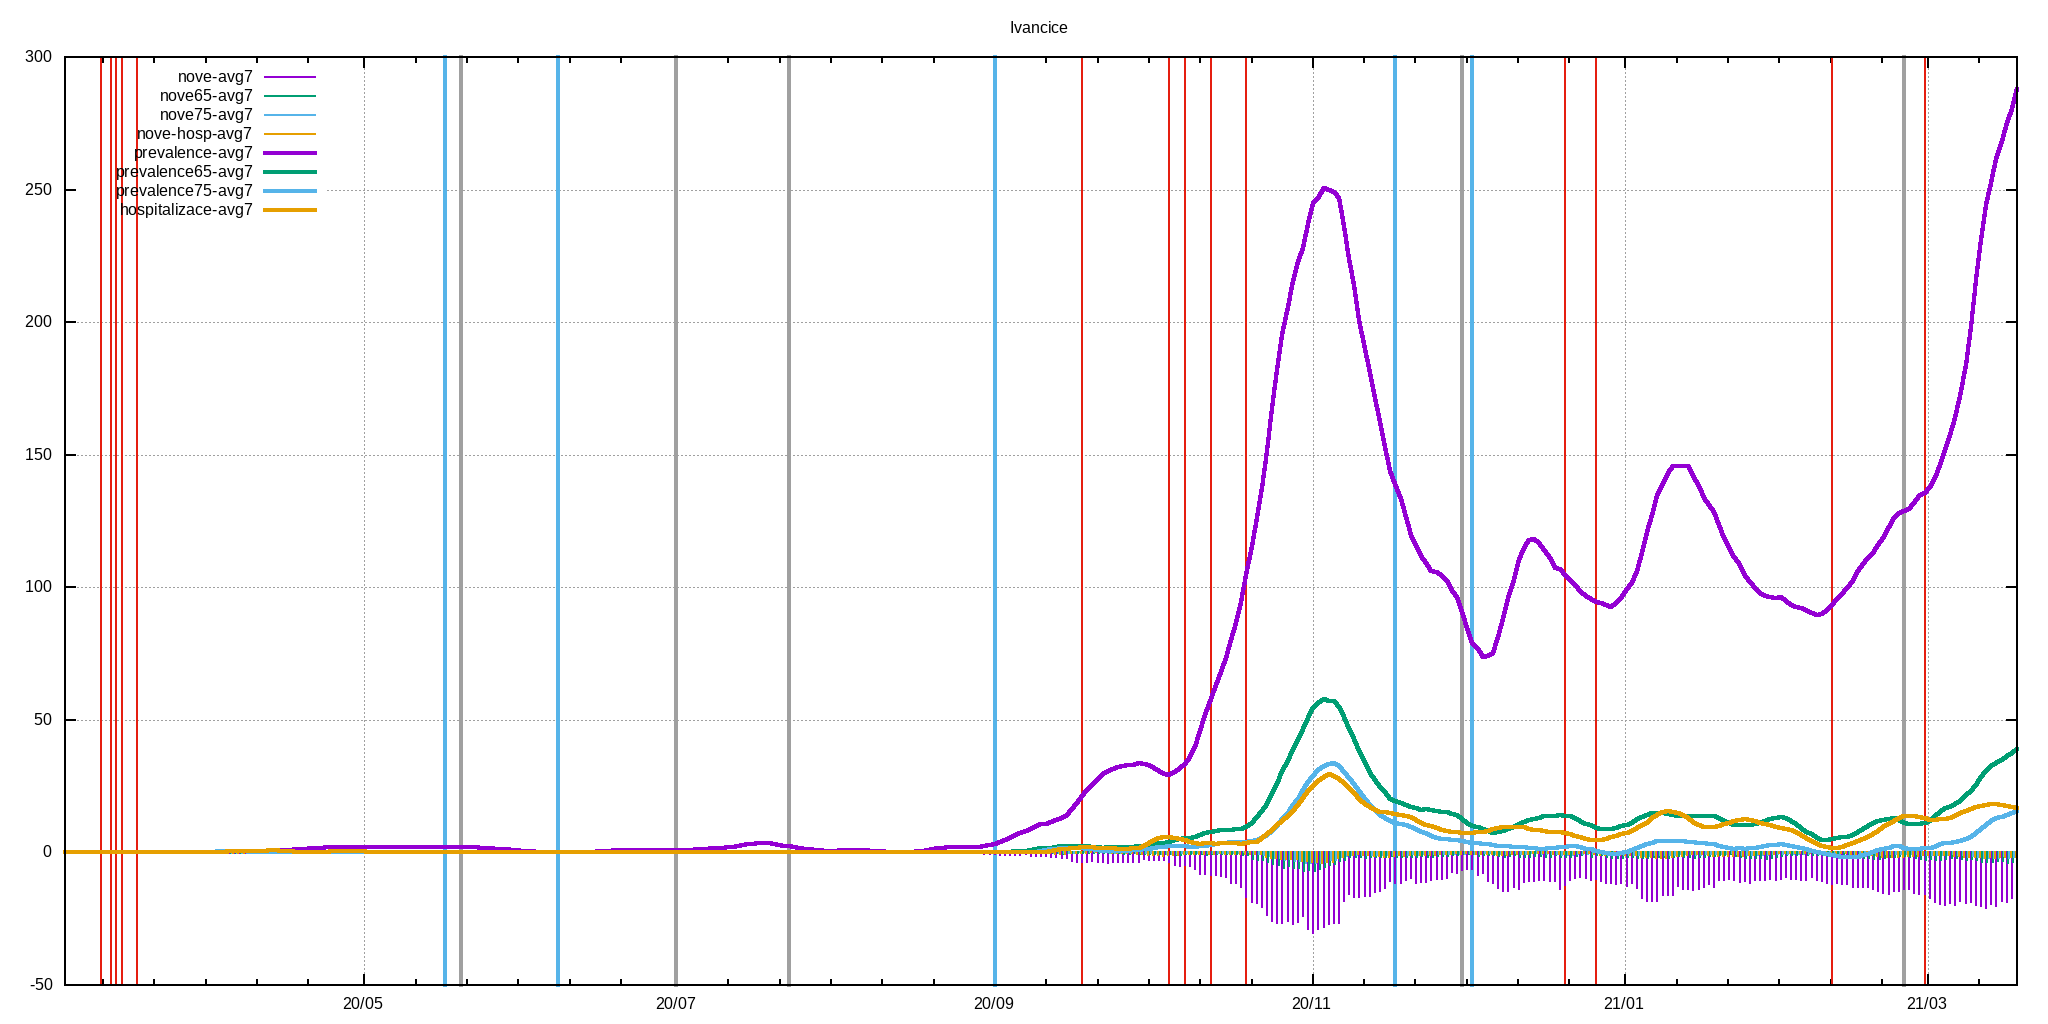 Ivancice
300
250
200
150
100
50
0
-50
nove-avg7
nove65-avg7
nove75-avg7
nove-hosp-avg7
prevalence-avg7
prevalence65-avg7
prevalence75-avg7
hospitalizace-avg7
20/05
20/07
20/09
20/11
21/01
21/03